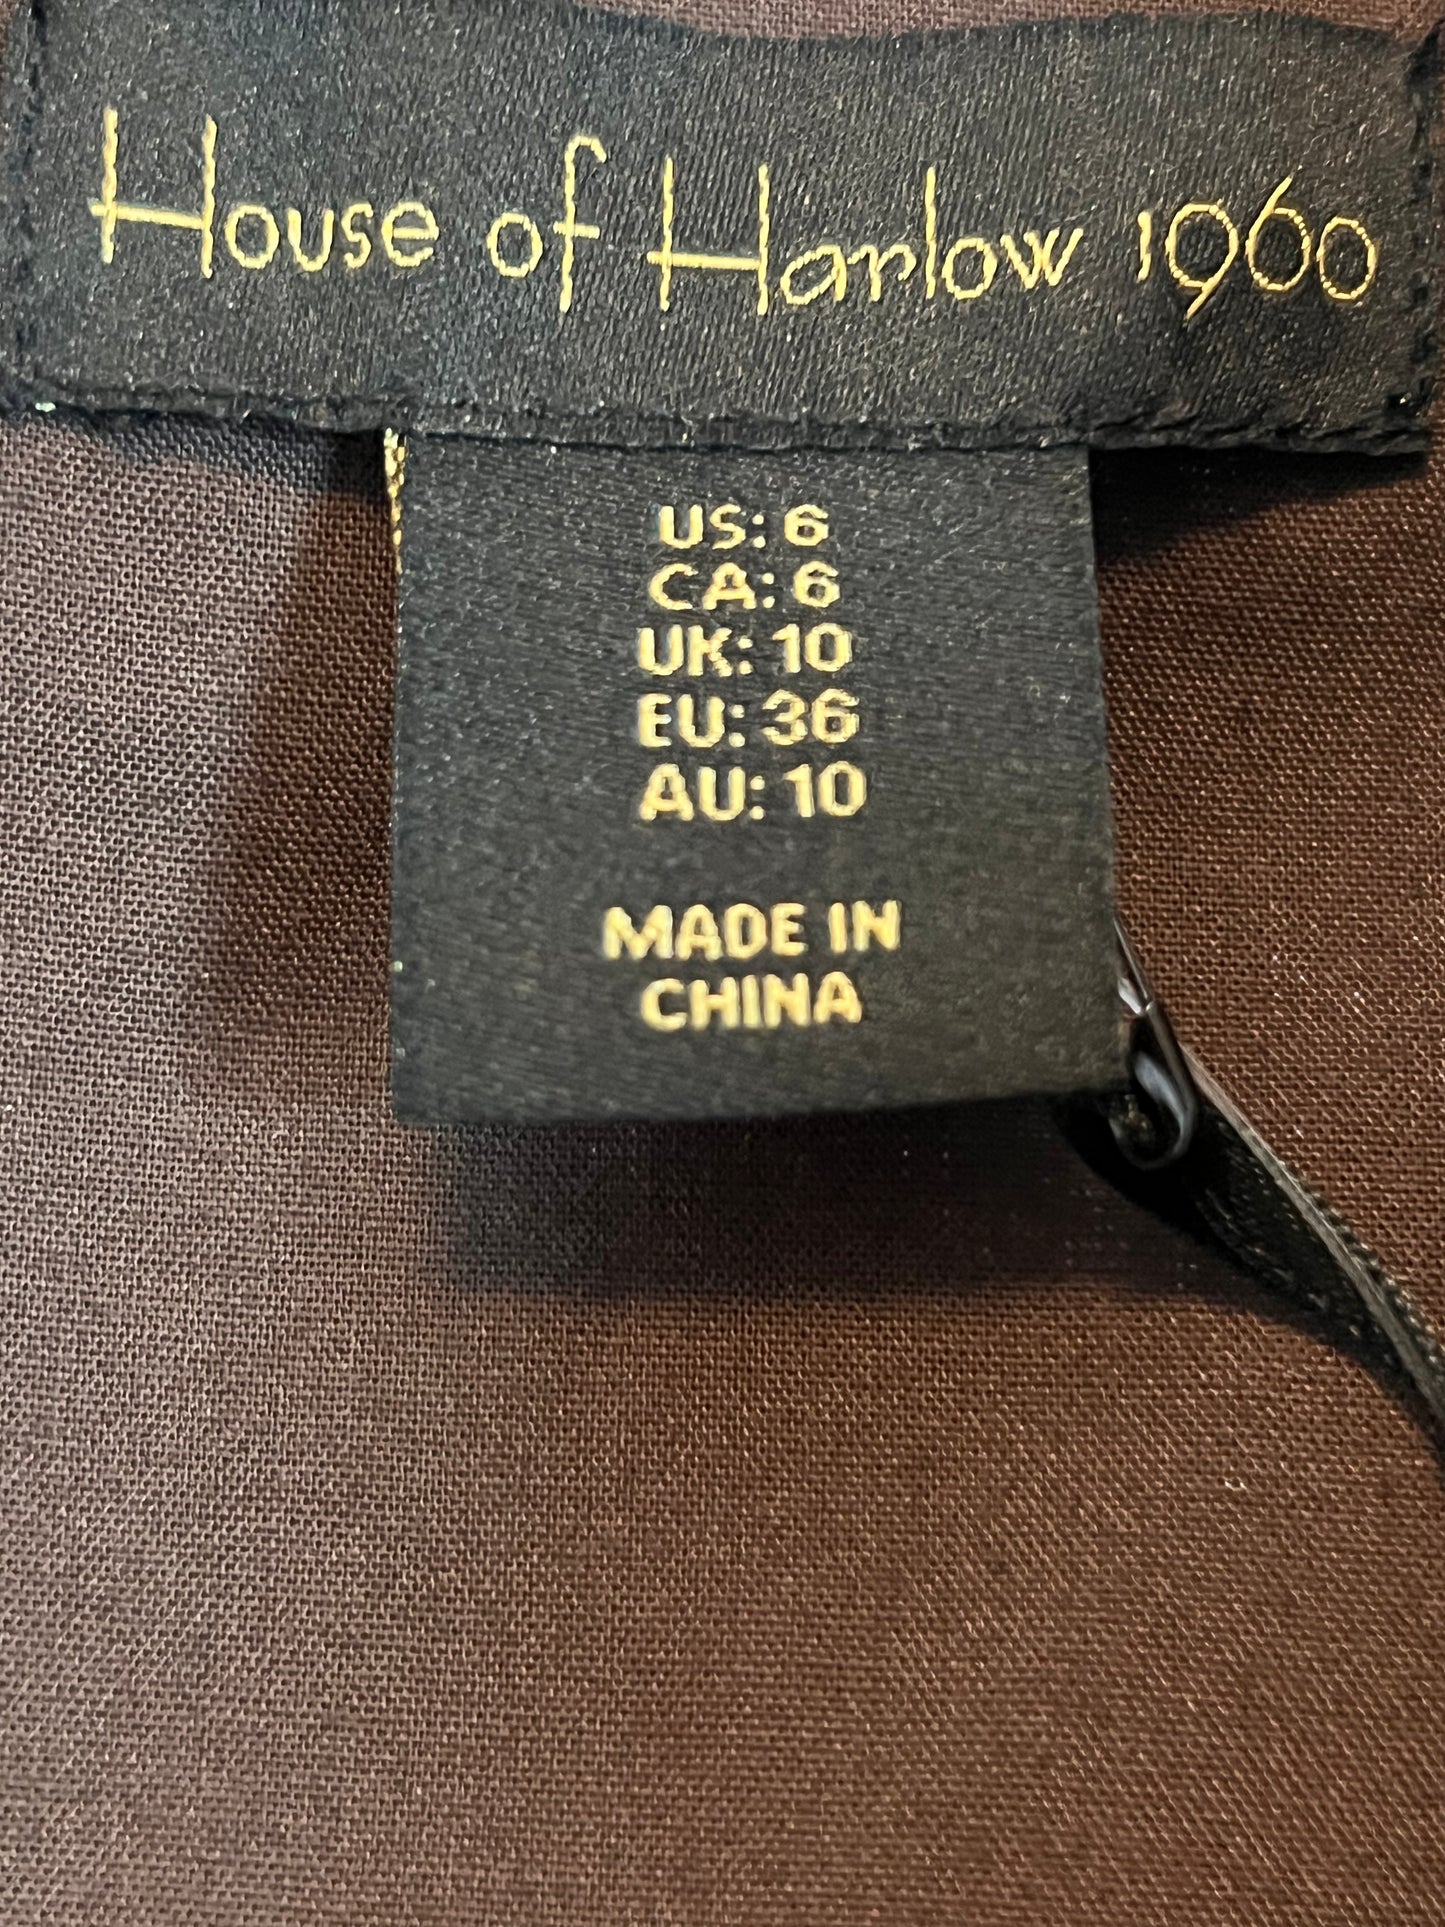 House of Harlow 1960
US: 6
CA: 6
UK: 10
EU: 36
AU: 10
MADE IN
CHINA